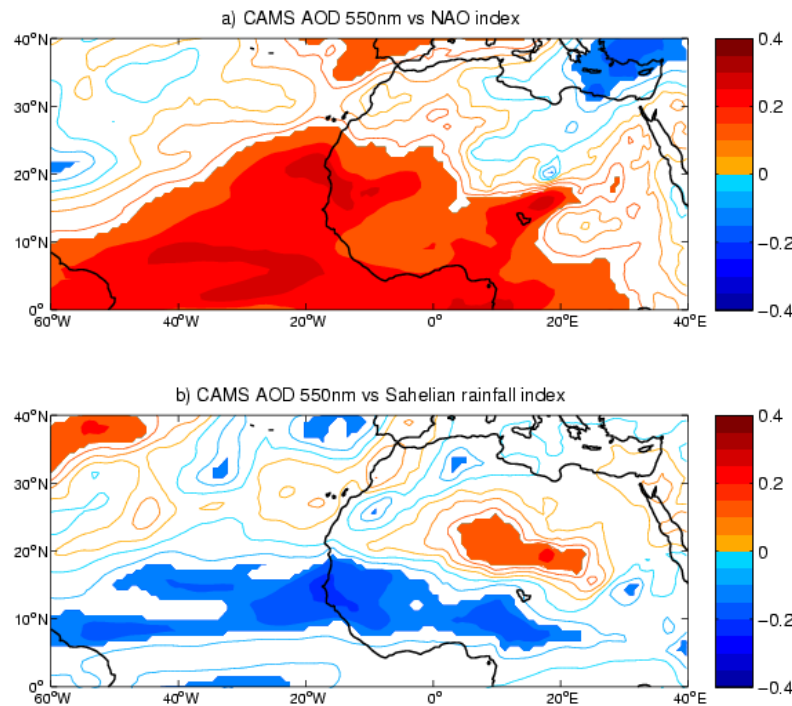 a) CAMS AOD 550nm vs NAO index
40°N
30°N
20°N
10°N
0°
60°W
40°W
20°W
0°
20°E
40°E
0.4
0.2
0
−0.2
−0.4
b) CAMS AOD 550nm vs Sahelian rainfall index
40°N
30°N
20°N
10°N
0°
60°W
40°W
20°W
0°
20°E
40°E
0.4
0.2
0
−0.2
−0.4